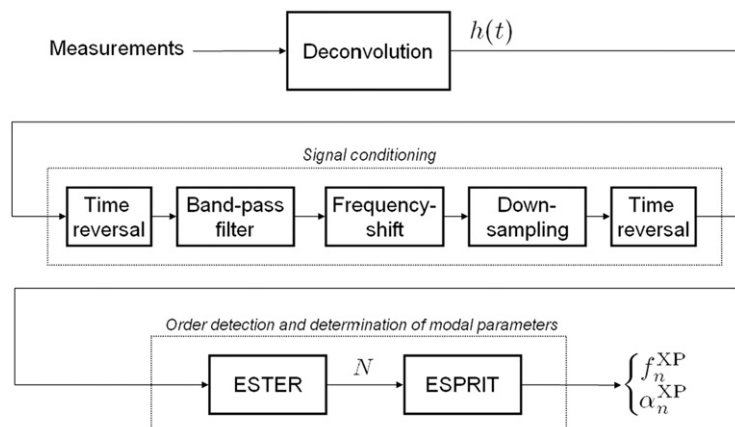 Measurements
Deconvolution
h(t)
Signal conditioning
Time
reversal
Band-pass
filter
Frequency-
shift
Down-
sampling
Time
reversal
Order detection and determination of modal parameters
ESTER
N
ESPRIT
f_n^XP
α_n^XP